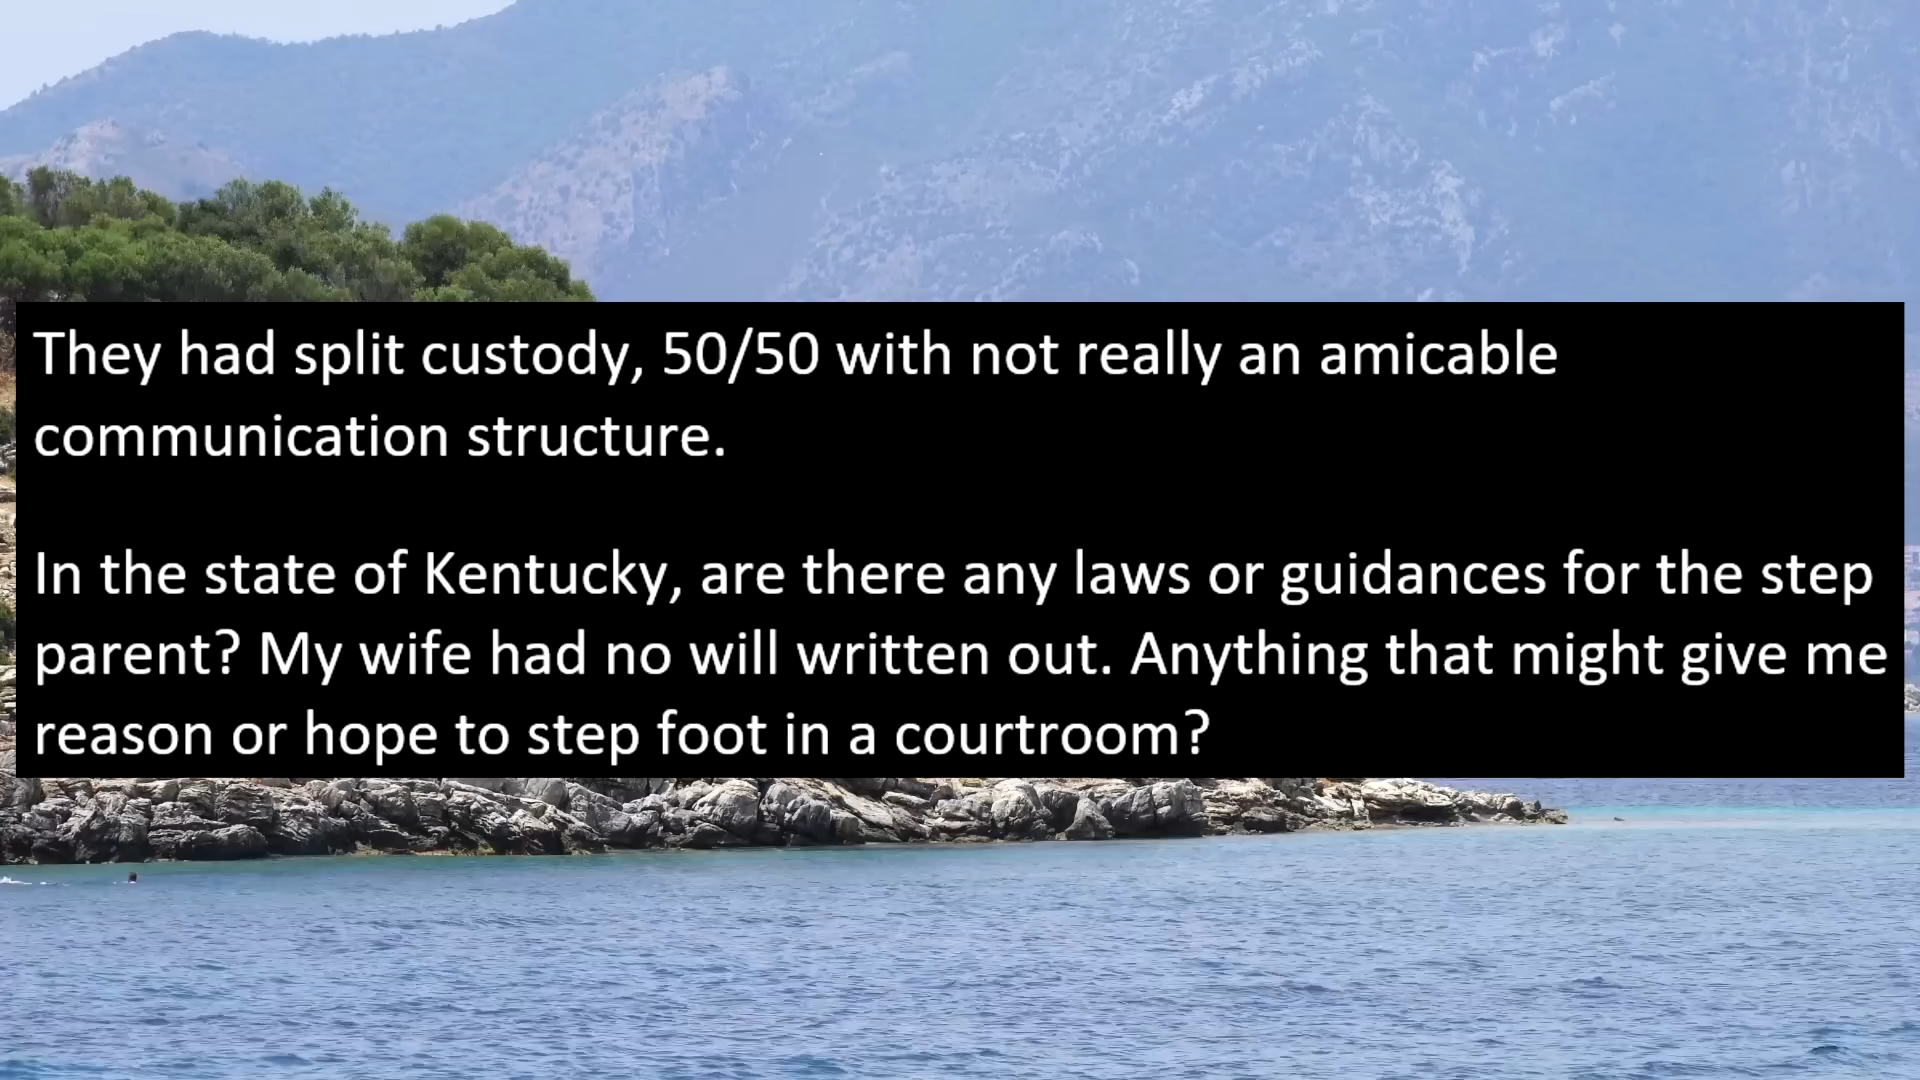 They had split custody, 50/50 with not really an amicable
communication structure.
In the state of Kentucky, are there any laws or guidances for the step
parent? My wife had no will written out. Anything that might give me
reason or hope to step foot in a courtroom?